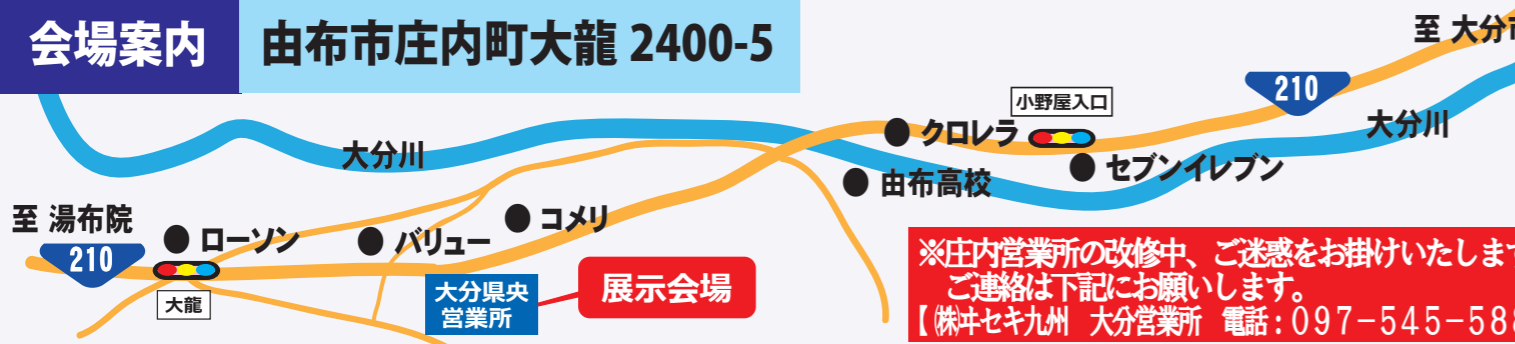 会場案内 由布市庄内町大龍 2400-5
至 大分市
210
小野屋入口
クロレラ
大分川
大分川
セブンイレブン
由布高校
至 湯布院
コメリ
ローソン
バリュー
210
大分県央
営業所
展示会場
大龍
※庄内営業所の改修中、ご迷惑をお掛けいたします
ご連絡は下記にお願いします。
【㈱ヰセキ九州 大分営業所 電話:097-545-588